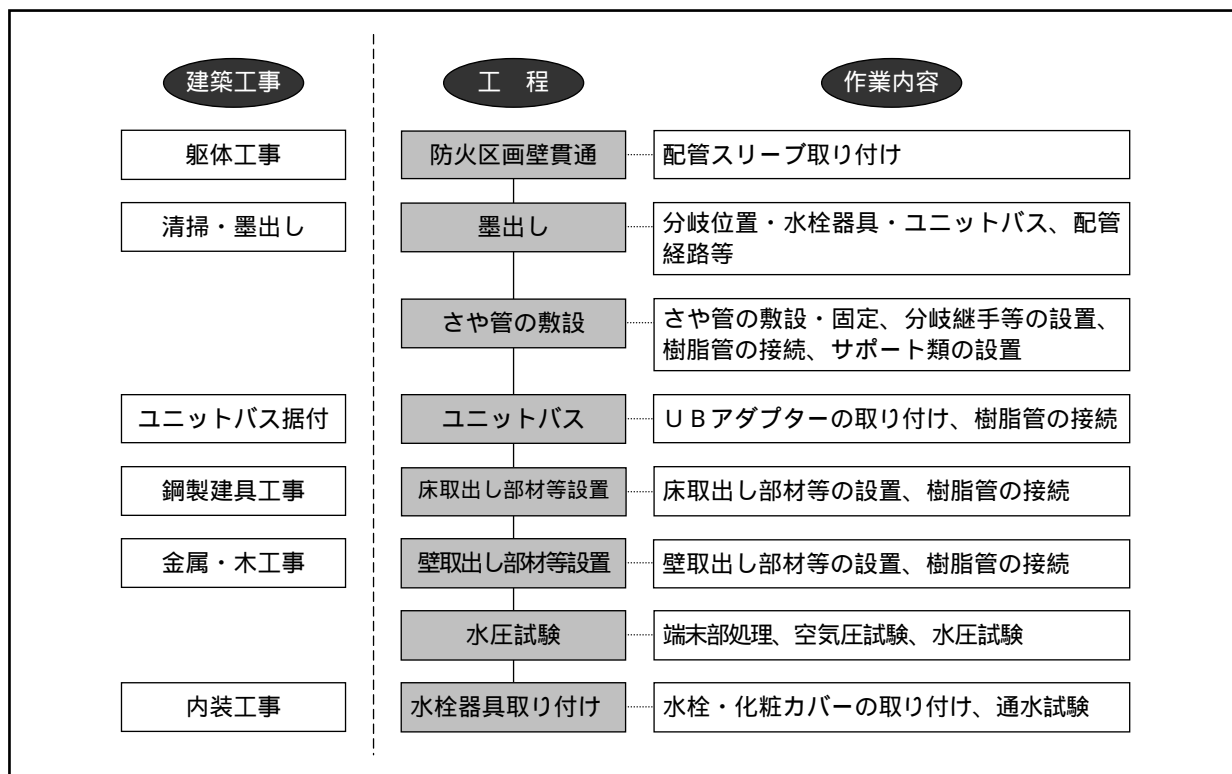 建築工事 工 程 作業内容
躯体工事 防火区画壁貫通 配管スリーブ取り付け
清掃・墨出し 墨出し 分岐位置・水栓器具・ユニットバス、配管
経路等
さや管の敷設 さや管の敷設・固定、分岐継手等の設置、
樹脂管の接続、サポート類の設置
ユニットバス据付 ユニットバス ＵＢアダプターの取り付け、樹脂管の接続
鋼製建具工事 床取出し部材等設置 床取出し部材等の設置、樹脂管の接続
金属・木工事 壁取出し部材等設置 壁取出し部材等の設置、樹脂管の接続
水圧試験 端末部処理、空気圧試験、水圧試験
内装工事 水栓器具取り付け 水栓・化粧カバーの取り付け、通水試験